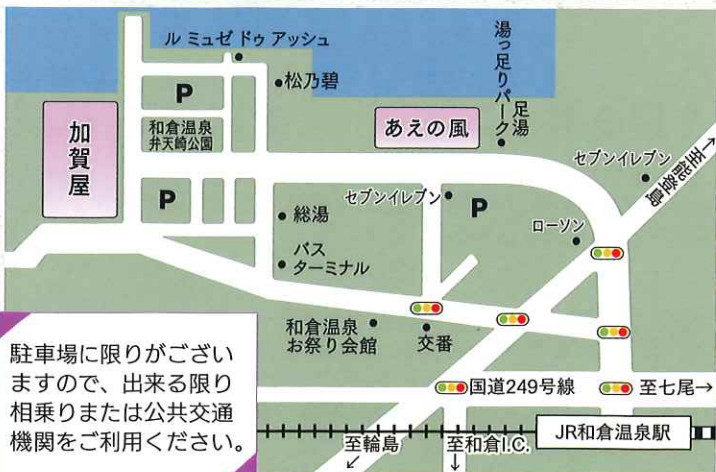 ル ミュゼ ドゥ アッシュ
松乃碧
P
和倉温泉
弁天崎公園
加賀屋
あえの風
湯っ足りパーク
足湯
セブンイレブン
←至能登島
P
セブンイレブン
P
総湯
ローソン
バス
ターミナル
和倉温泉
お祭り会館
交番
駐車場に限りがござい
ますので、出来る限り
相乗りまたは公共交通
機関をご利用ください。
国道249号線
至七尾→
至輪島
↙
至和倉I.C.
↓
JR和倉温泉駅